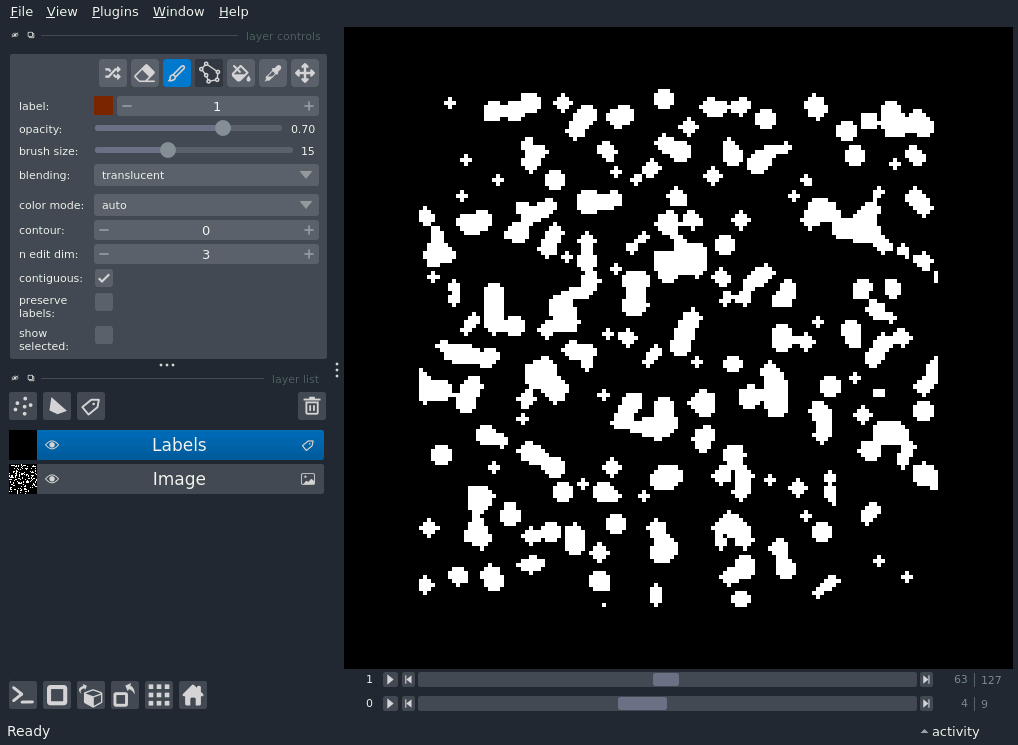 File View Plugins Window Help
layer controls
label: 1
opacity: 0.70
brush size: 15
blending: translucent
color mode: auto
contour: 0
n edit dim: 3
contiguous:
preserve
labels:
show
selected:
layer list
Labels
Image
1 63 127
0 4 9
Ready activity